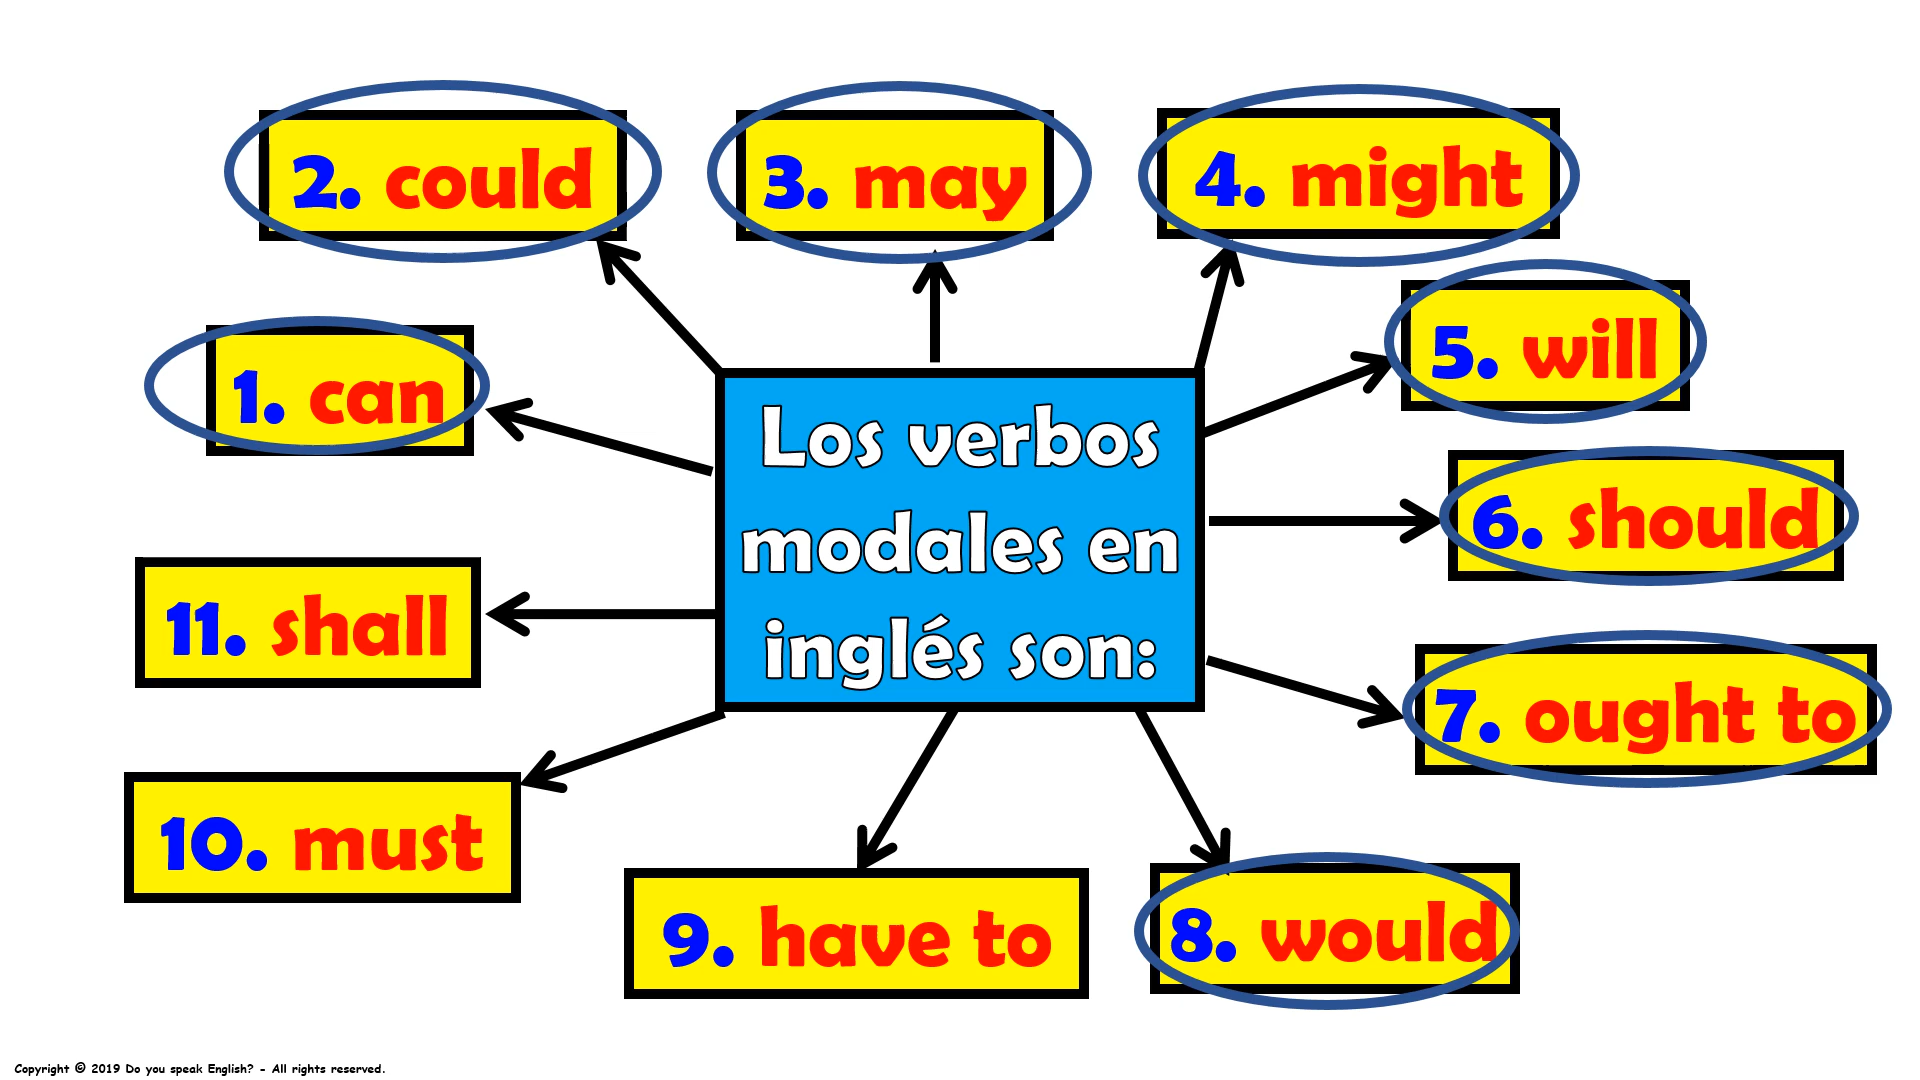 2. could
3. may
4. might
1. can
5. will
Los verbos
modales en
inglés son:
6. should
11. shall
7. ought to
10. must
9. have to
8. would
Copyright © 2019 Do you speak English? - All rights reserved.